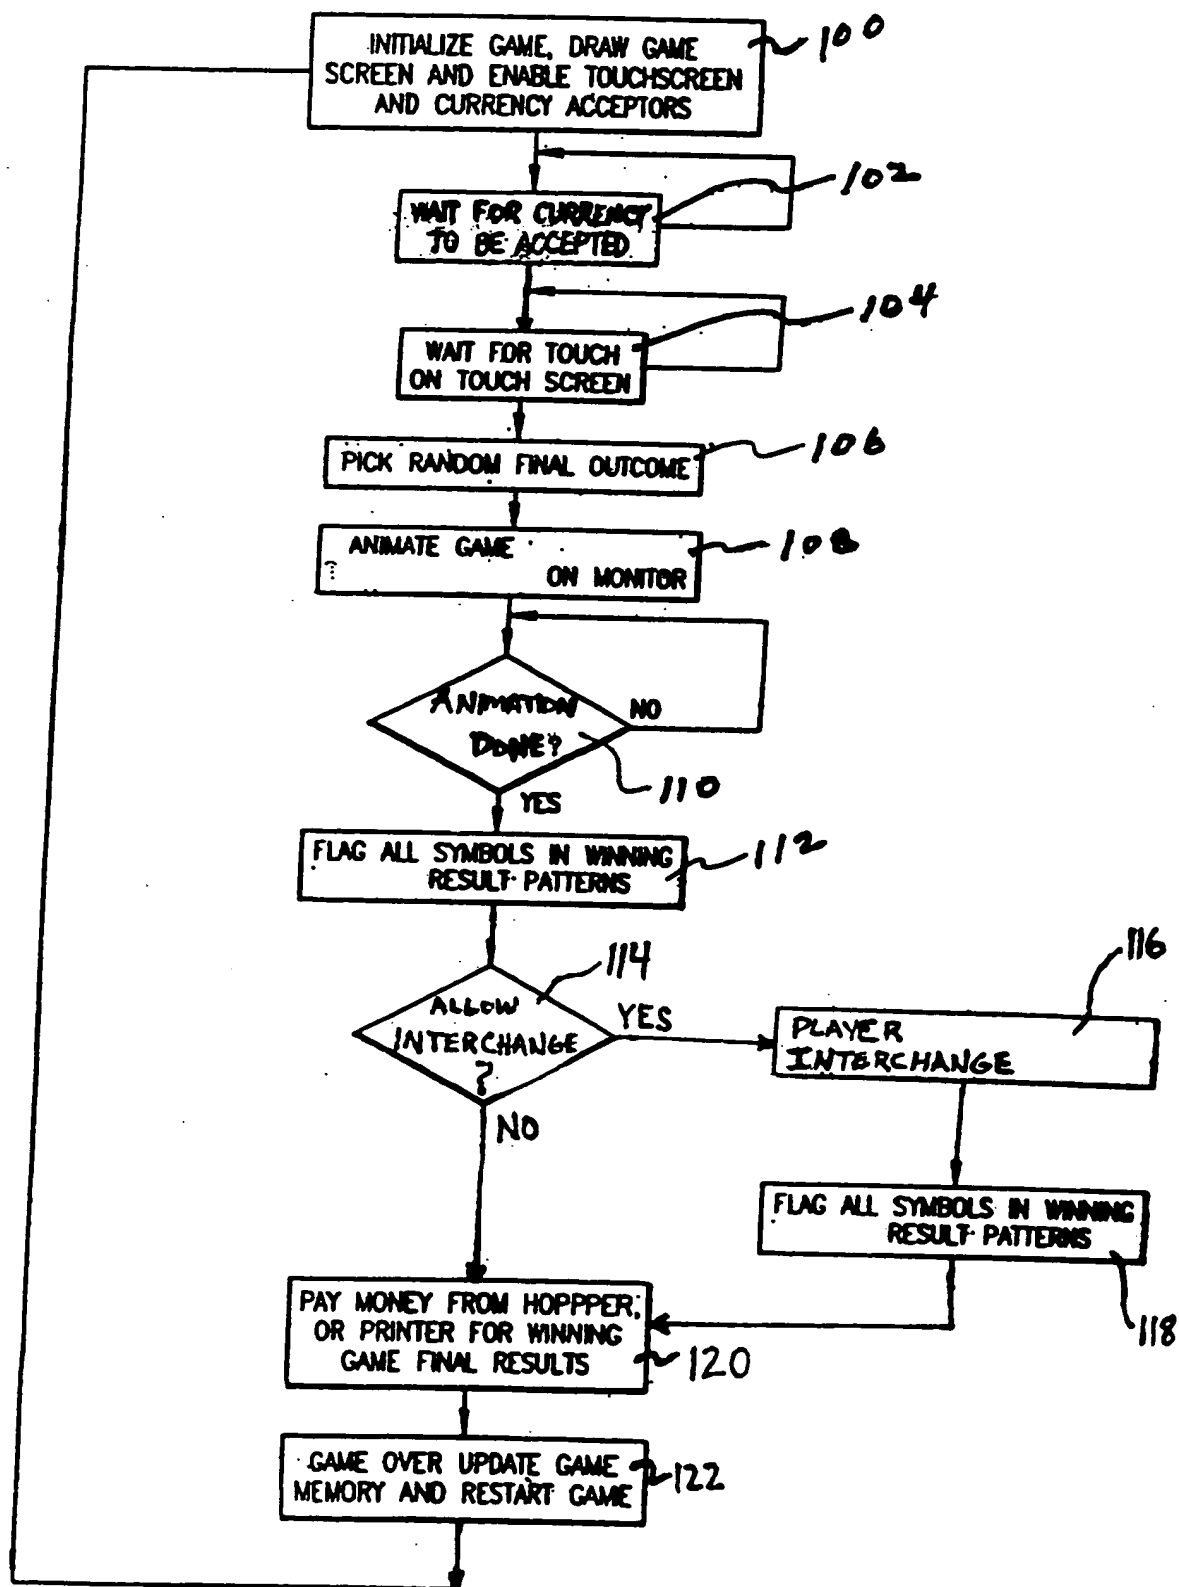 INITIALIZE GAME, DRAW GAME
SCREEN AND ENABLE TOUCHSCREEN
AND CURRENCY ACCEPTORS
100
WAIT FOR CURRENCY
TO BE ACCEPTED
102
WAIT FOR TOUCH
ON TOUCH SCREEN
104
PICK RANDOM FINAL OUTCOME
106
ANIMATE GAME
ON MONITOR
108
ANIMATION
DONE?
NO
110
YES
FLAG ALL SYMBOLS IN WINNING
RESULT PATTERNS
112
ALLOW
INTERCHANGE
?
114
YES
NO
PLAYER
INTERCHANGE
116
FLAG ALL SYMBOLS IN WINNING
RESULT PATTERNS
118
PAY MONEY FROM HOPPPER,
OR PRINTER FOR WINNING
GAME FINAL RESULTS
120
GAME OVER UPDATE GAME
MEMORY AND RESTART GAME
122